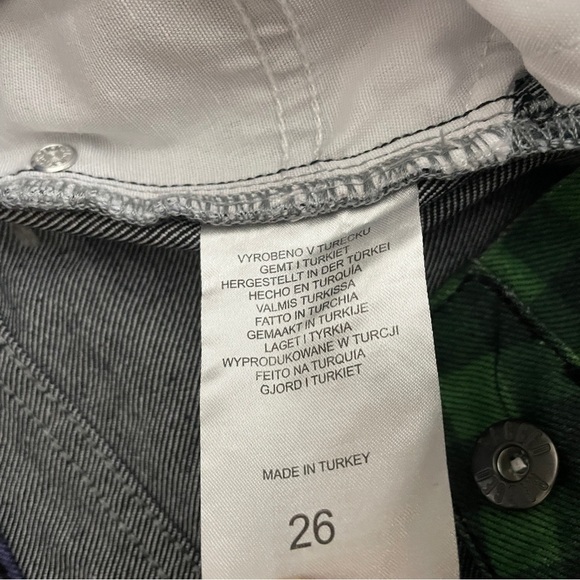 VYROBENO V TURECKU
GEMT I TURKIET
HERGESTELLT IN DER TÜRKEI
HECHO EN TURQUÍA
VALMIS TURKISSA
FATTO IN TURCHIA
GEMAAKT IN TURKIJE
LAGET I TYRKIA
WYPRODUKOWANE W TURCJI
FEITO NA TURQUIA
GJORD I TURKIET
MADE IN TURKEY
26